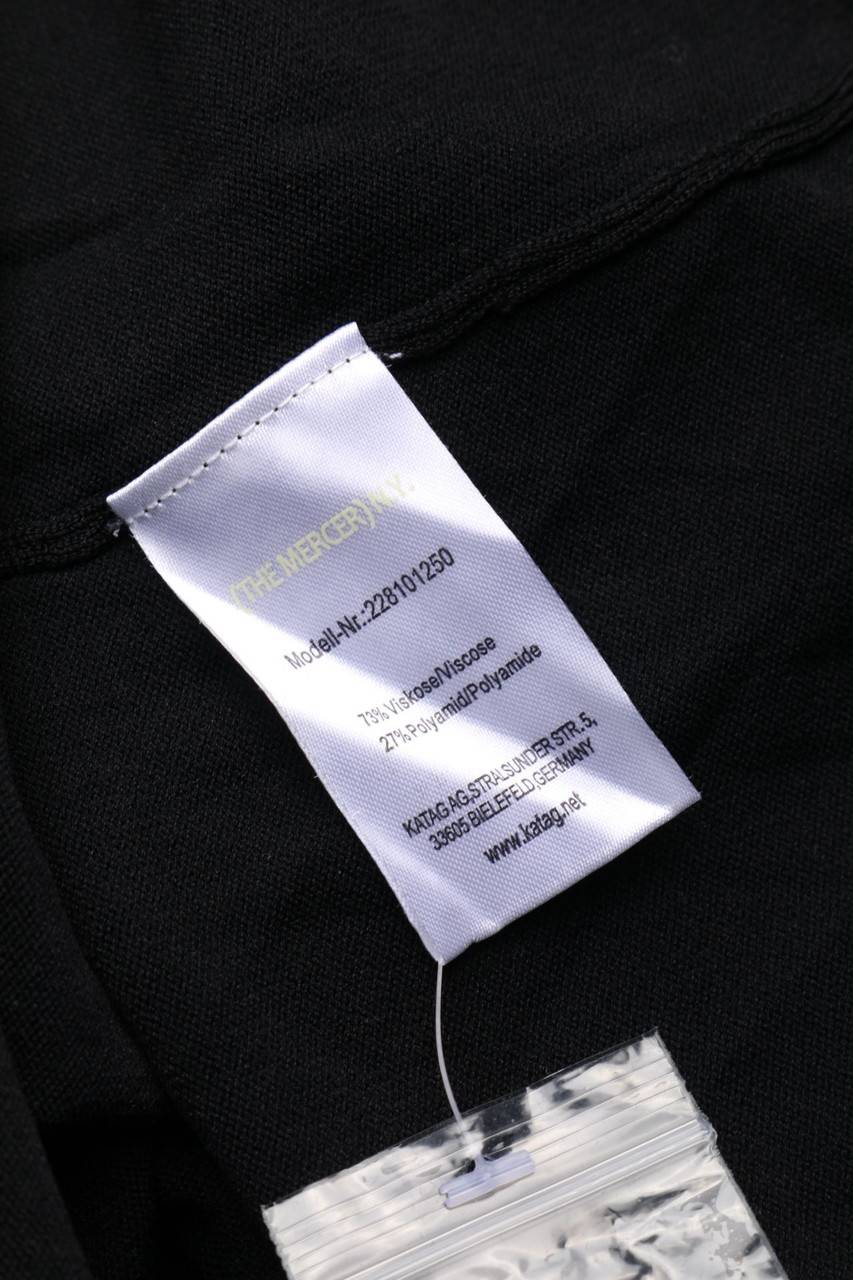 (THE MERCER) N.Y.
Modell-Nr.:228101250
73% Viskose/Viscose
27% Polyamid/Polyamide
KATAG AG,STRALSUNDER STR. 5,
33605 BIELEFELD,GERMANY
www.katag.net